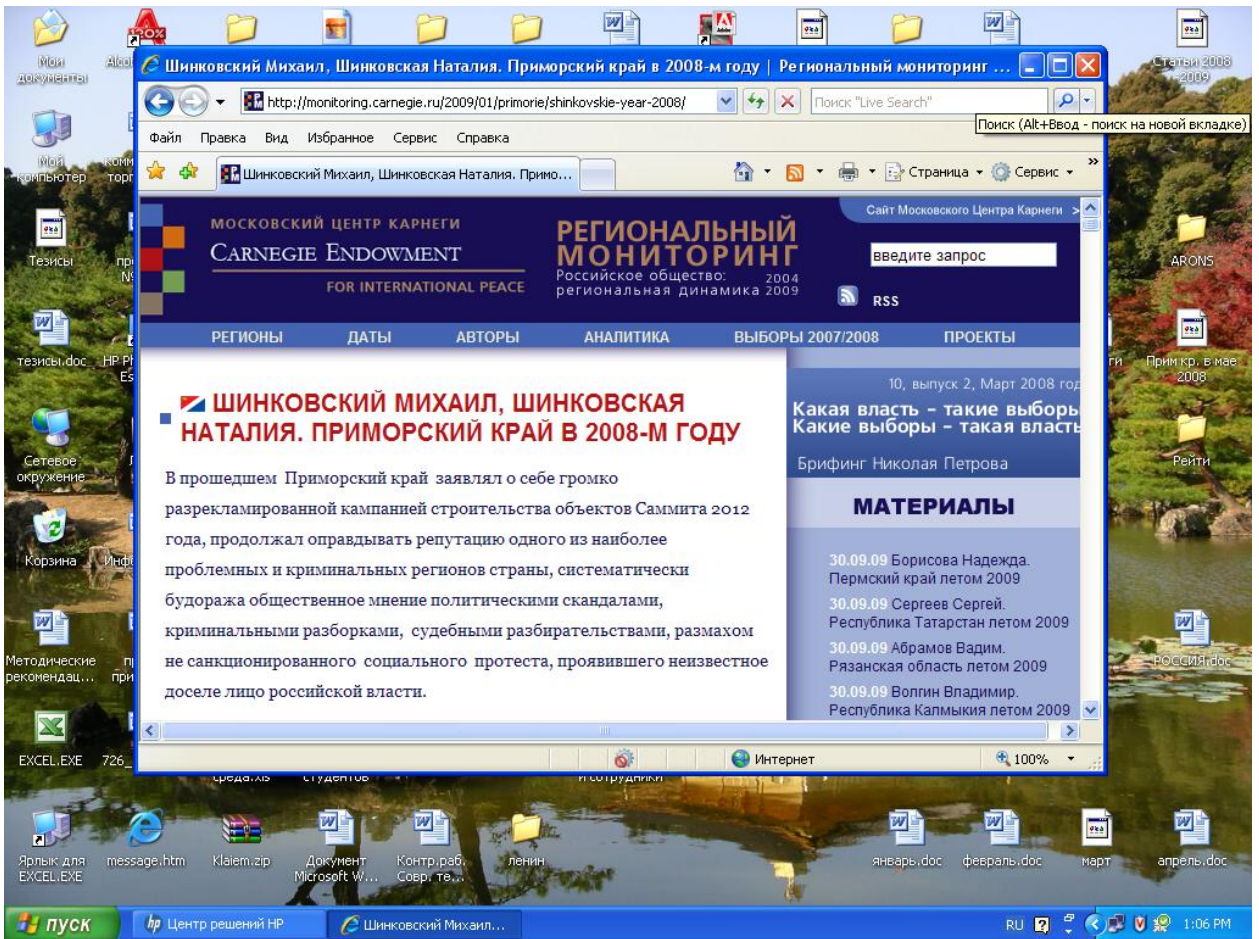 Мои документы
Статьи 2008 - 2009
Шинковский Михаил, Шинковская Наталия. Приморский край в 2008-м году | Региональный мониторинг ...
http://monitoring.carnegie.ru/2009/01/primorie/shinkovskie-year-2008/
Поиск "Live Search"
Поиск (Alt+Ввод - поиск на новой вкладке)
Файл Правка Вид Избранное Сервис Справка
Мой компьютер
Шинковский Михаил, Шинковская Наталия. Примо...
Страница
Сервис
МОСКОВСКИЙ ЦЕНТР КАРНЕГИ
CARNEGIE ENDOWMENT
FOR INTERNATIONAL PEACE
РЕГИОНАЛЬНЫЙ
МОНИТОРИНГ
Российское общество: 2004
региональная динамика 2009
Сайт Московского Центра Карнеги >
введите запрос
RSS
Тезисы
ARONS
РЕГИОНЫ ДАТЫ АВТОРЫ АНАЛИТИКА ВЫБОРЫ 2007/2008 ПРОЕКТЫ
тезисы.doc
Прим кр. в мае 2008
ШИНКОВСКИЙ МИХАИЛ, ШИНКОВСКАЯ
НАТАЛИЯ. ПРИМОРСКИЙ КРАЙ В 2008-М ГОДУ
В прошедшем Приморский край заявлял о себе громко
разрекламированной кампанией строительства объектов Саммита 2012
года, продолжал оправдывать репутацию одного из наиболее
проблемных и криминальных регионов страны, систематически
будоража общественное мнение политическими скандалами,
криминальными разборками, судебными разбирательствами, размахом
не санкционированного социального протеста, проявившего неизвестное
доселе лицо российской власти.
10, выпуск 2, Март 2008 год
Какая власть – такие выборы
Какие выборы – такая власть
Брифинг Николая Петрова
МАТЕРИАЛЫ
30.09.09 Борисова Надежда.
Пермский край летом 2009
30.09.09 Сергеев Сергей.
Республика Татарстан летом 2009
30.09.09 Абрамов Вадим.
Рязанская область летом 2009
30.09.09 Волгин Владимир.
Республика Калмыкия летом 2009
Сетевое окружение
Рейти
Корзина
Методические рекомендац...
РОССИЯ.doc
EXCEL.EXE
726_
Интернет
100%
среда.xls
студентов
и сотрудники
Ярлык для EXCEL.EXE
message.htm
Klaiem.zip
Документ Microsoft W...
Контр.раб. Совр. те...
ленин
январь.doc
февраль.doc
март
апрель.doc
пуск
Центр решений HP
Шинковский Михаил...
RU
1:06 PM